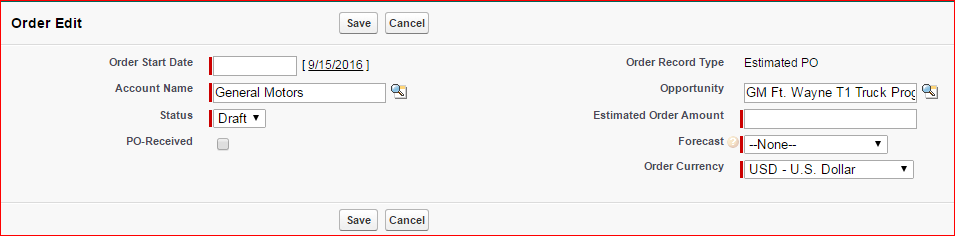 Order Edit Save Cancel
Order Start Date [ 9/15/2016 ] Order Record Type Estimated PO
Account Name General Motors Opportunity GM Ft. Wayne T1 Truck Prog
Status Draft Estimated Order Amount
PO-Received Forecast ? --None--
Order Currency USD - U.S. Dollar
Save Cancel